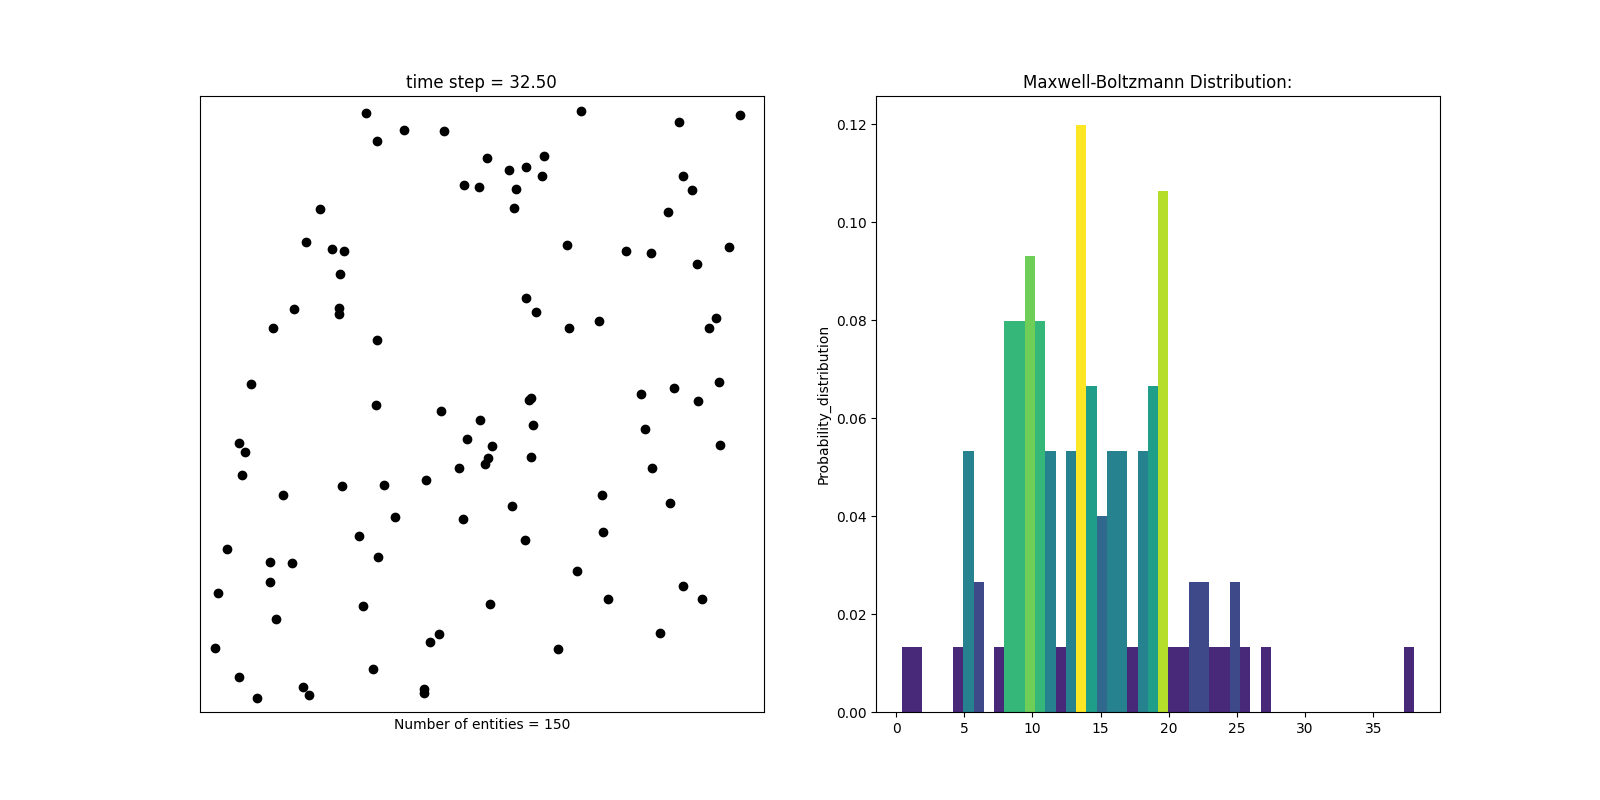 time step = 32.50
Number of entities = 150
Maxwell-Boltzmann Distribution:
Probability_distribution
0.12
0.10
0.08
0.06
0.04
0.02
0.00
0 5 10 15 20 25 30 35